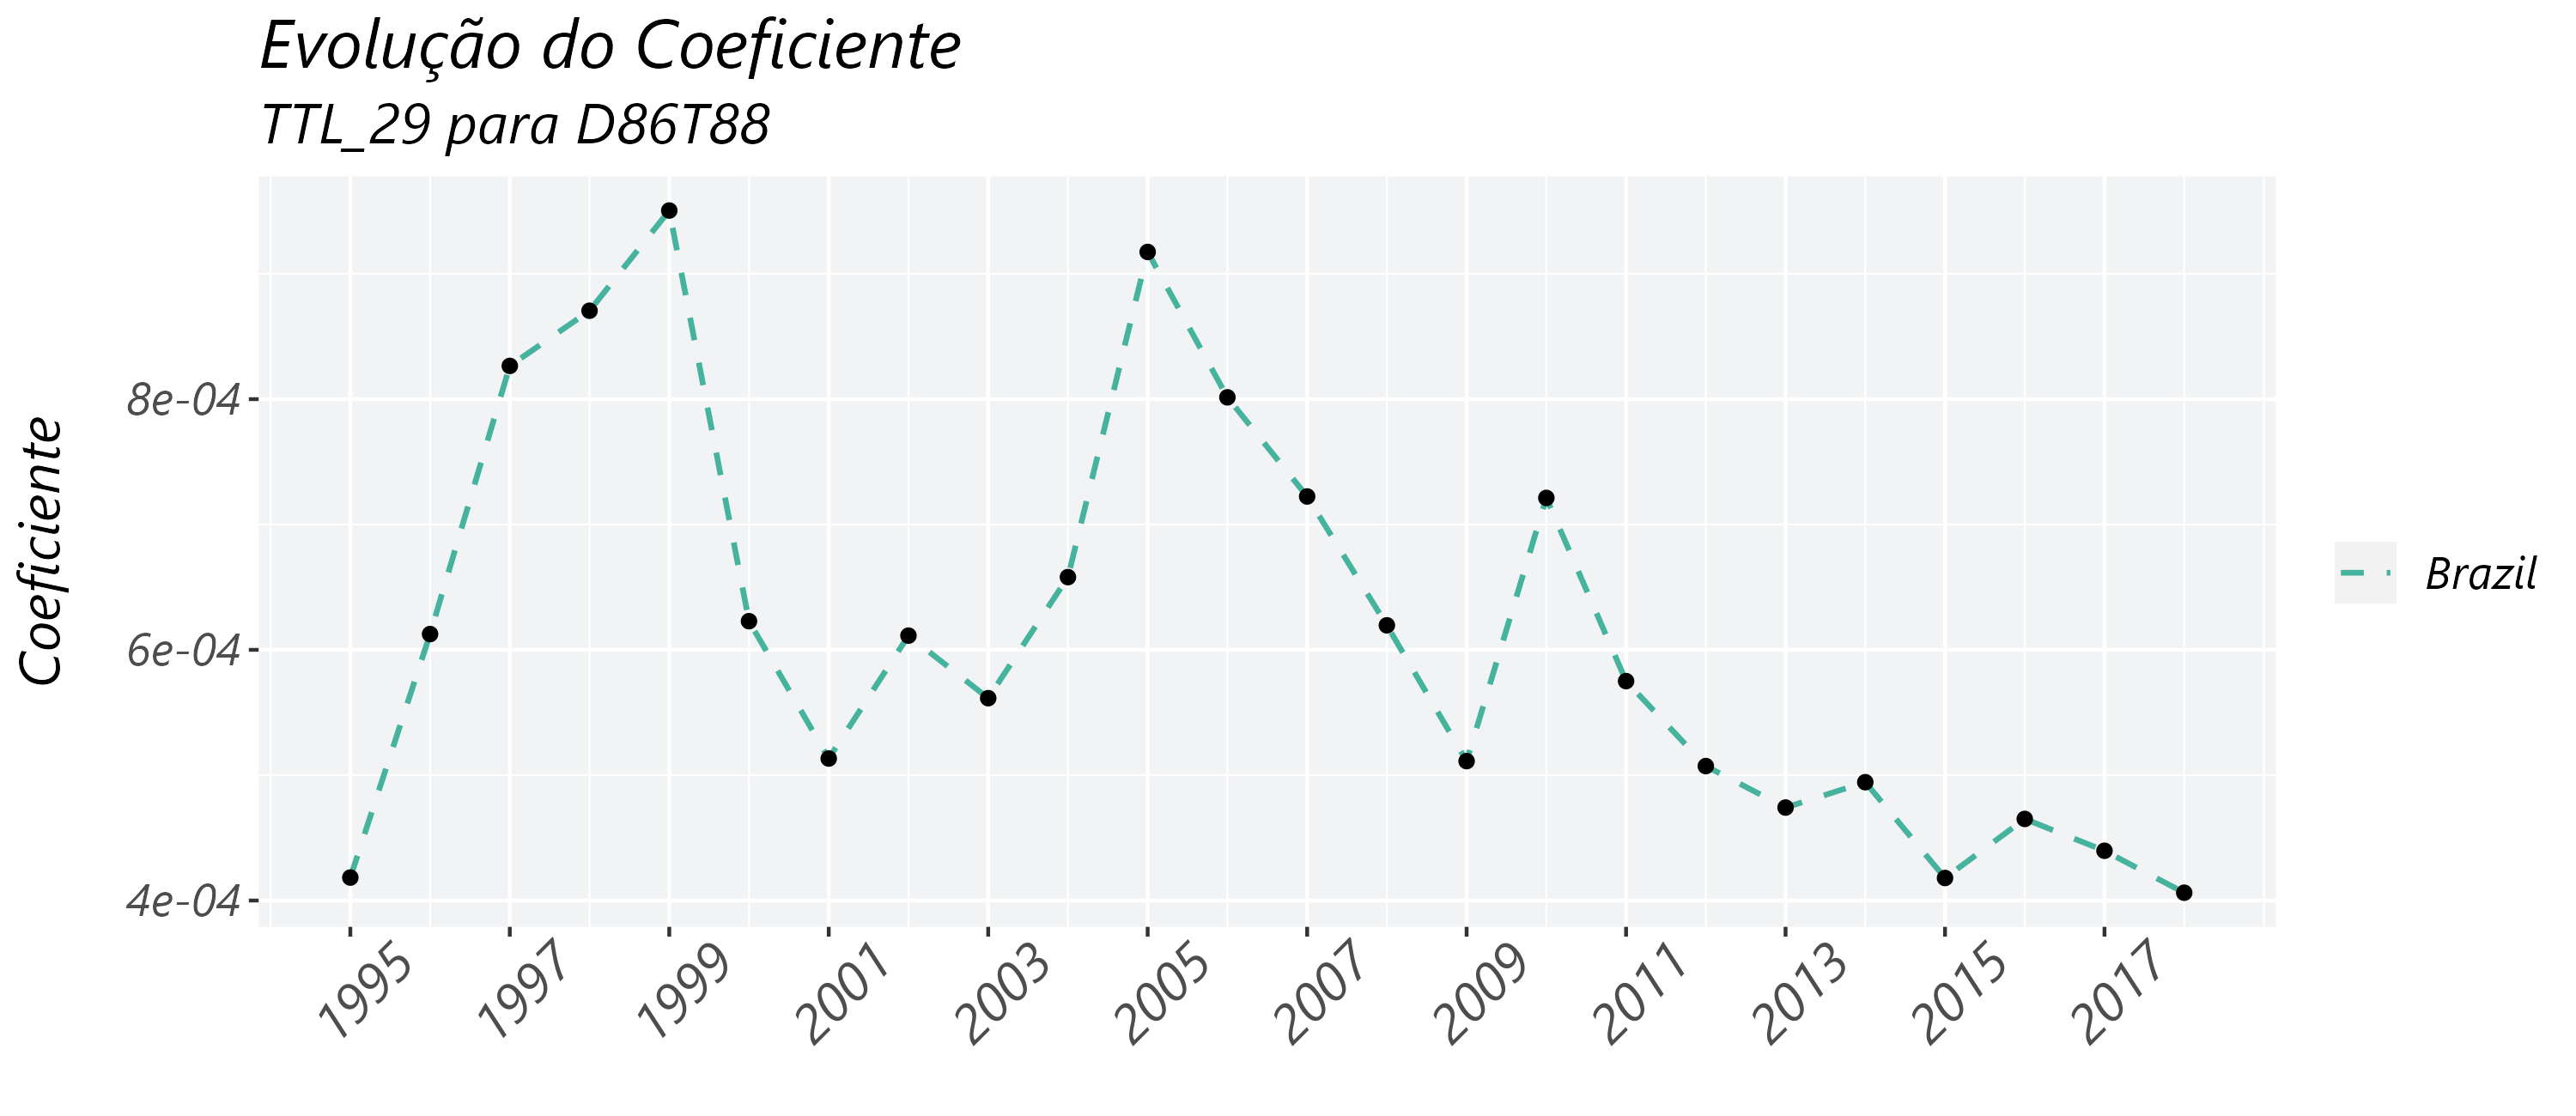 Evolução do Coeficiente
TTL_29 para D86T88
Coeficiente
8e-04
6e-04
4e-04
1995 1997 1999 2001 2003 2005 2007 2009 2011 2013 2015 2017
Brazil